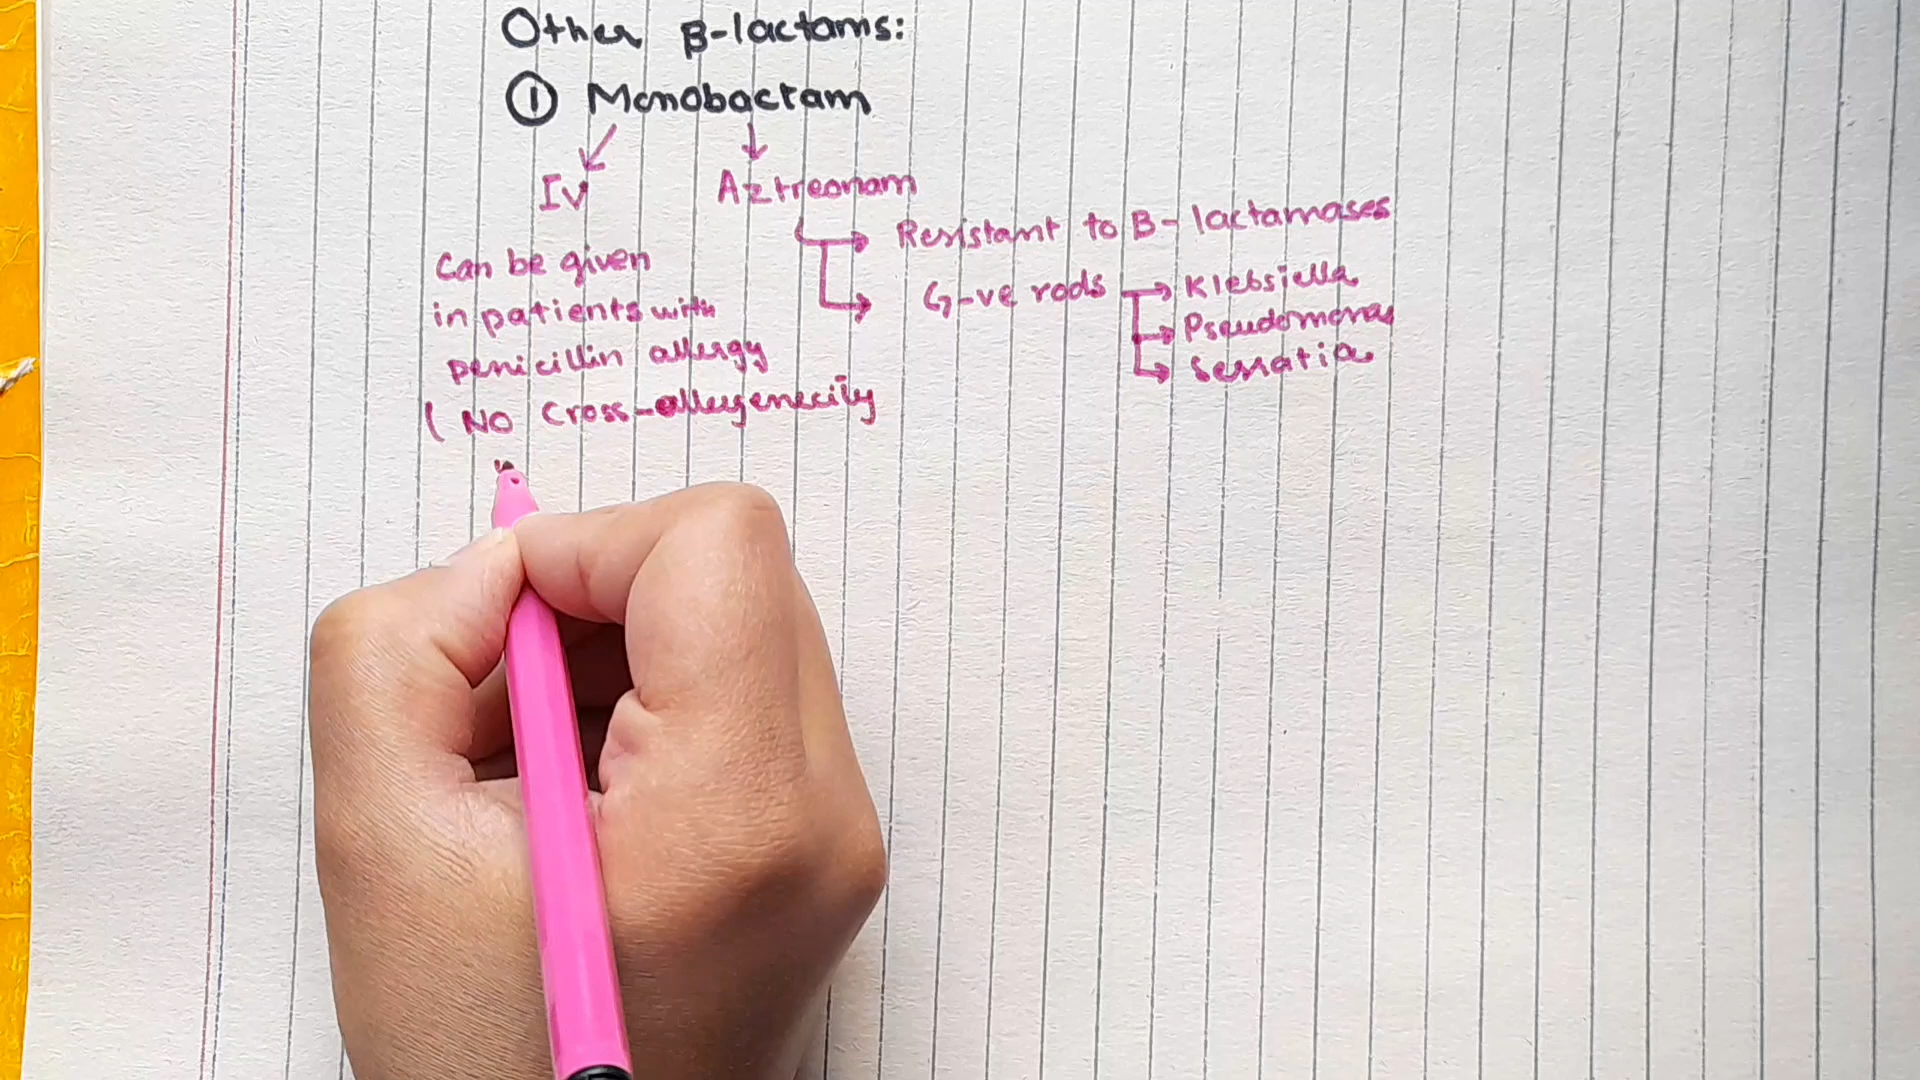 Other β-lactams:
① Monobactam
IV
Aztreonam
Resistant to B-lactamases
G-ve rods
Klebsiella
Pseudomonas
Serratia
Can be given
in patients with
penicillin allergy
( NO Cross-allergenecity